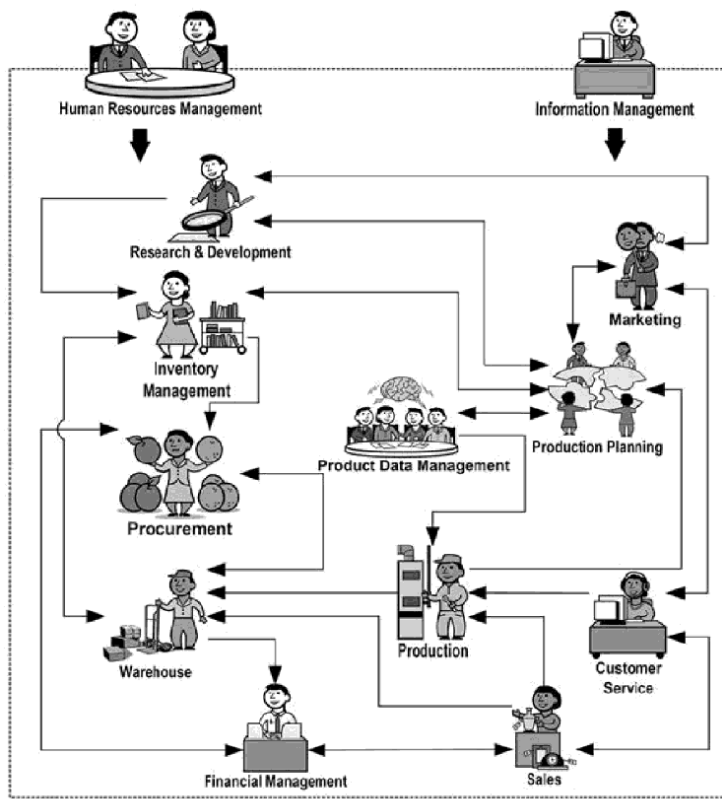 Human Resources Management
Information Management
Research & Development
Marketing
Inventory
Management
Production Planning
Product Data Management
Procurement
Warehouse
Production
Customer
Service
Financial Management
Sales